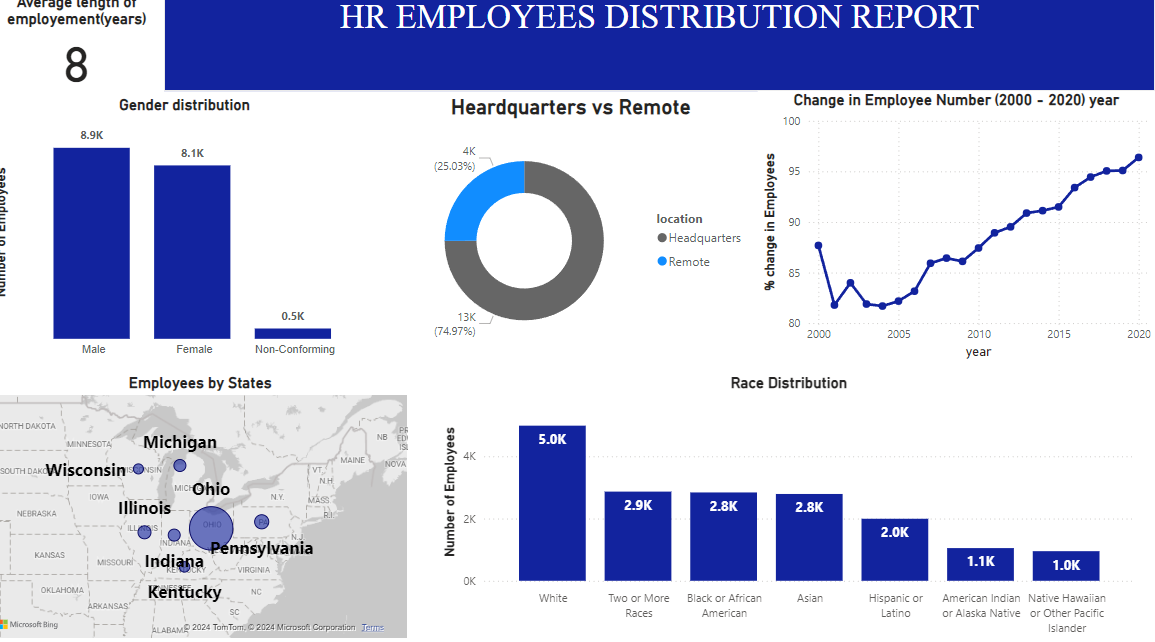 Average length of
employement(years)
8
HR EMPLOYEES DISTRIBUTION REPORT
Gender distribution
Number of Employees
8.9K
8.1K
0.5K
Male
Female
Non-Conforming
Heardquarters vs Remote
4K
(25.03%)
13K
(74.97%)
location
Headquarters
Remote
Change in Employee Number (2000 - 2020) year
% change in Employees
100
95
90
85
80
2000
2005
2010
2015
2020
year
Employees by States
NORTH DAKOTA
MINNESOTA
SOUTH
Michigan
Wisconsin
Ohio
Illinois
Pennsylvania
Indiana
Kentucky
IOWA
NEBRASKA
KANSAS
MISSOURI
OKLAHOMA
ARKANSAS
ALABAMA
OHIO
PA
VIRGINIA
NC
SC
N.Y.
VT.
N.H
MASS
R.I.
N.J
MAINE
NB
NOVA
Microsoft Bing
© 2024 TomTom, © 2024 Microsoft Corporation Terms
Race Distribution
Number of Employees
4K
2K
0K
5.0K
2.9K
2.8K
2.8K
2.0K
1.1K
1.0K
White
Two or More
Races
Black or African
American
Asian
Hispanic or
Latino
American Indian
or Alaska Native
Native Hawaiian
or Other Pacific
Islander